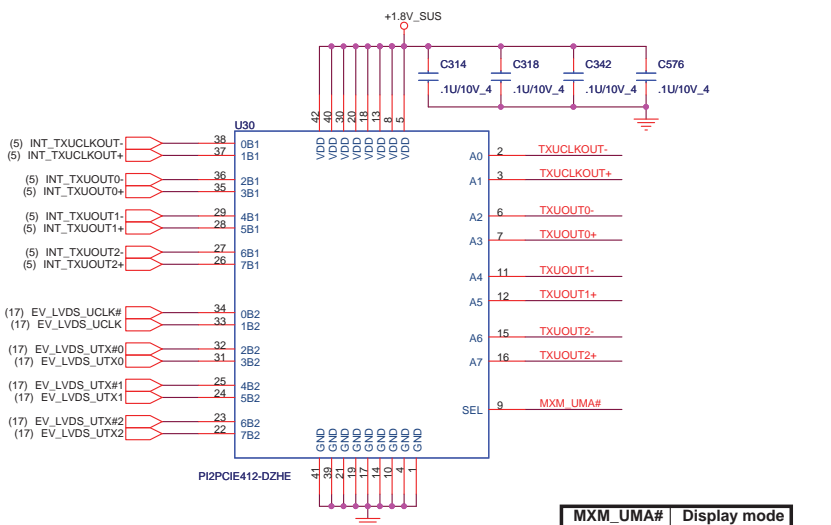 +1.8V_SUS
C314 C318 C342 C576
.1U/10V_4 .1U/10V_4 .1U/10V_4 .1U/10V_4
42 40 30 20 18 13 8 5
U30
VDD VDD VDD VDD VDD VDD VDD VDD
(5) INT_TXUCLKOUT- 38 0B1
(5) INT_TXUCLKOUT+ 37 1B1
A0 2 TXUCLKOUT-
(5) INT_TXUOUT0- 36 2B1
A1 3 TXUCLKOUT+
(5) INT_TXUOUT0+ 35 3B1
(5) INT_TXUOUT1- 29 4B1
A2 6 TXUOUT0-
(5) INT_TXUOUT1+ 28 5B1
A3 7 TXUOUT0+
(5) INT_TXUOUT2- 27 6B1
(5) INT_TXUOUT2+ 26 7B1
A4 11 TXUOUT1-
A5 12 TXUOUT1+
(17) EV_LVDS_UCLK# 34 0B2
(17) EV_LVDS_UCLK 33 1B2
A6 15 TXUOUT2-
(17) EV_LVDS_UTX#0 32 2B2
(17) EV_LVDS_UTX0 31 3B2
A7 16 TXUOUT2+
(17) EV_LVDS_UTX#1 25 4B2
(17) EV_LVDS_UTX1 24 5B2
SEL 9 MXM_UMA#
(17) EV_LVDS_UTX#2 23 6B2
(17) EV_LVDS_UTX2 22 7B2
GND GND GND GND GND GND GND GND GND
41 39 21 19 17 14 10 4 1
PI2PCIE412-DZHE
MXM_UMA# Display mode